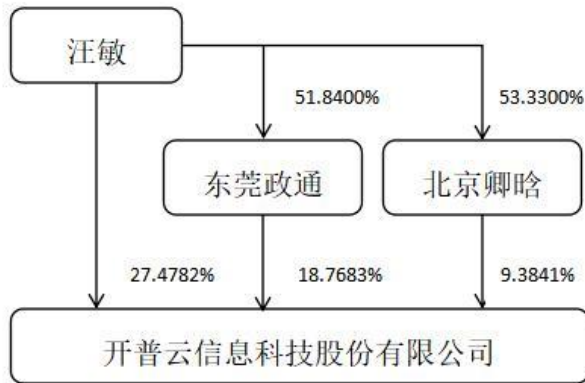 汪敏
51.8400%
53.3300%
东莞政通
北京卿晗
27.4782%
18.7683%
9.3841%
开普云信息科技股份有限公司